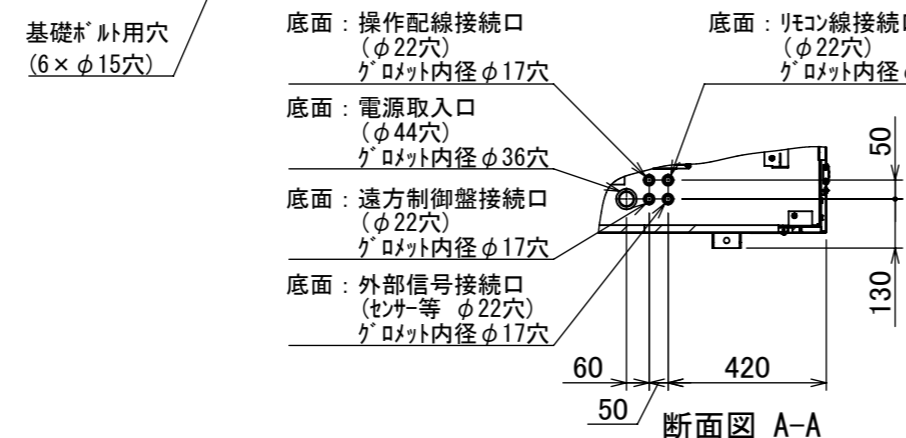 基礎ﾎﾞﾙﾄ用穴
(6×φ15穴)
底面：操作配線接続口
(φ22穴)
ｸﾞﾛﾒｯﾄ内径φ17穴
底面：電源取入口
(φ44穴)
ｸﾞﾛﾒｯﾄ内径φ36穴
底面：遠方制御盤接続口
(φ22穴)
ｸﾞﾛﾒｯﾄ内径φ17穴
底面：外部信号接続口
(ｾﾝｻｰ等 φ22穴)
ｸﾞﾛﾒｯﾄ内径φ17穴
底面：ﾘﾓｺﾝ線接続口
(φ22穴)
ｸﾞﾛﾒｯﾄ内径φ
50
130
60
420
50
断面図 A-A